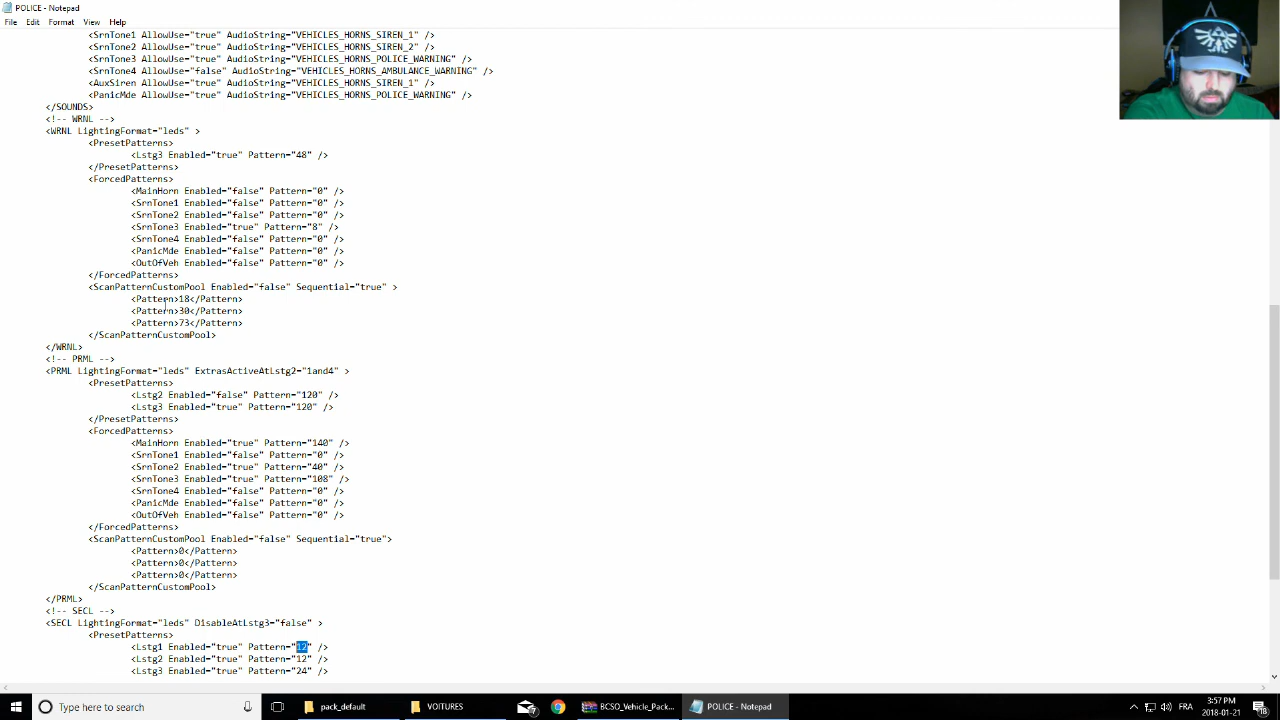 POLICE - Notepad
File Edit Format View Help
<SrnTone1 AllowUse="true" AudioString="VEHICLES_HORNS_SIREN_1" />
<SrnTone2 AllowUse="true" AudioString="VEHICLES_HORNS_SIREN_2" />
<SrnTone3 AllowUse="true" AudioString="VEHICLES_HORNS_POLICE_WARNING" />
<SrnTone4 AllowUse="false" AudioString="VEHICLES_HORNS_AMBULANCE_WARNING" />
<AuxSiren AllowUse="true" AudioString="VEHICLES_HORNS_SIREN_1" />
<PanicMde AllowUse="true" AudioString="VEHICLES_HORNS_POLICE_WARNING" />
</SOUNDS>
<!-- WRNL -->
<WRNL LightingFormat="leds" >
<PresetPatterns>
<Lstg3 Enabled="true" Pattern="48" />
</PresetPatterns>
<ForcedPatterns>
<MainHorn Enabled="false" Pattern="0" />
<SrnTone1 Enabled="false" Pattern="0" />
<SrnTone2 Enabled="false" Pattern="0" />
<SrnTone3 Enabled="true" Pattern="8" />
<SrnTone4 Enabled="false" Pattern="0" />
<PanicMde Enabled="false" Pattern="0" />
<OutOfVeh Enabled="false" Pattern="0" />
</ForcedPatterns>
<ScanPatternCustomPool Enabled="false" Sequential="true" >
<Pattern>18</Pattern>
<Pattern>30</Pattern>
<Pattern>73</Pattern>
</ScanPatternCustomPool>
</WRNL>
<!-- PRML -->
<PRML LightingFormat="leds" ExtrasActiveAtLstg2="1and4" >
<PresetPatterns>
<Lstg2 Enabled="false" Pattern="120" />
<Lstg3 Enabled="true" Pattern="120" />
</PresetPatterns>
<ForcedPatterns>
<MainHorn Enabled="true" Pattern="140" />
<SrnTone1 Enabled="false" Pattern="0" />
<SrnTone2 Enabled="true" Pattern="40" />
<SrnTone3 Enabled="true" Pattern="108" />
<SrnTone4 Enabled="false" Pattern="0" />
<PanicMde Enabled="false" Pattern="0" />
<OutOfVeh Enabled="false" Pattern="0" />
</ForcedPatterns>
<ScanPatternCustomPool Enabled="false" Sequential="true">
<Pattern>0</Pattern>
<Pattern>0</Pattern>
<Pattern>0</Pattern>
</ScanPatternCustomPool>
</PRML>
<!-- SECL -->
<SECL LightingFormat="leds" DisableAtLstg3="false" >
<PresetPatterns>
<Lstg1 Enabled="true" Pattern="12" />
<Lstg2 Enabled="true" Pattern="12" />
<Lstg3 Enabled="true" Pattern="24" />
Type here to search pack_default VOITURES 7 BCSO_Vehicle_Pack... POLICE - Notepad FR 3:57 PM 2018-01-21 18